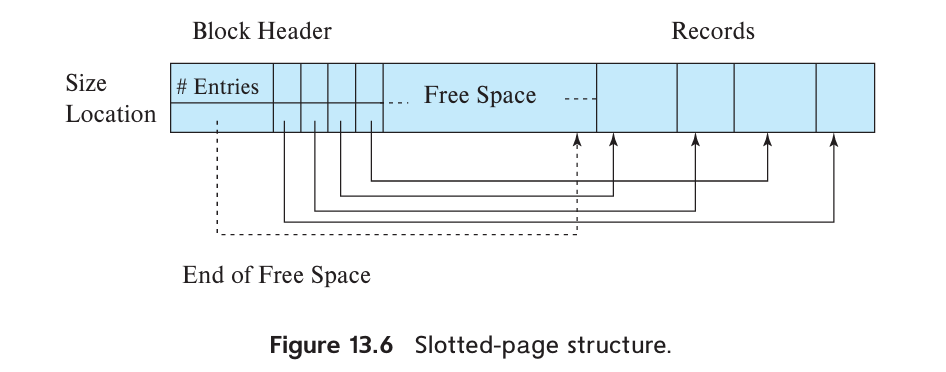 Block Header
Records
Size
# Entries
Free Space
Location
End of Free Space
Figure 13.6 Slotted-page structure.